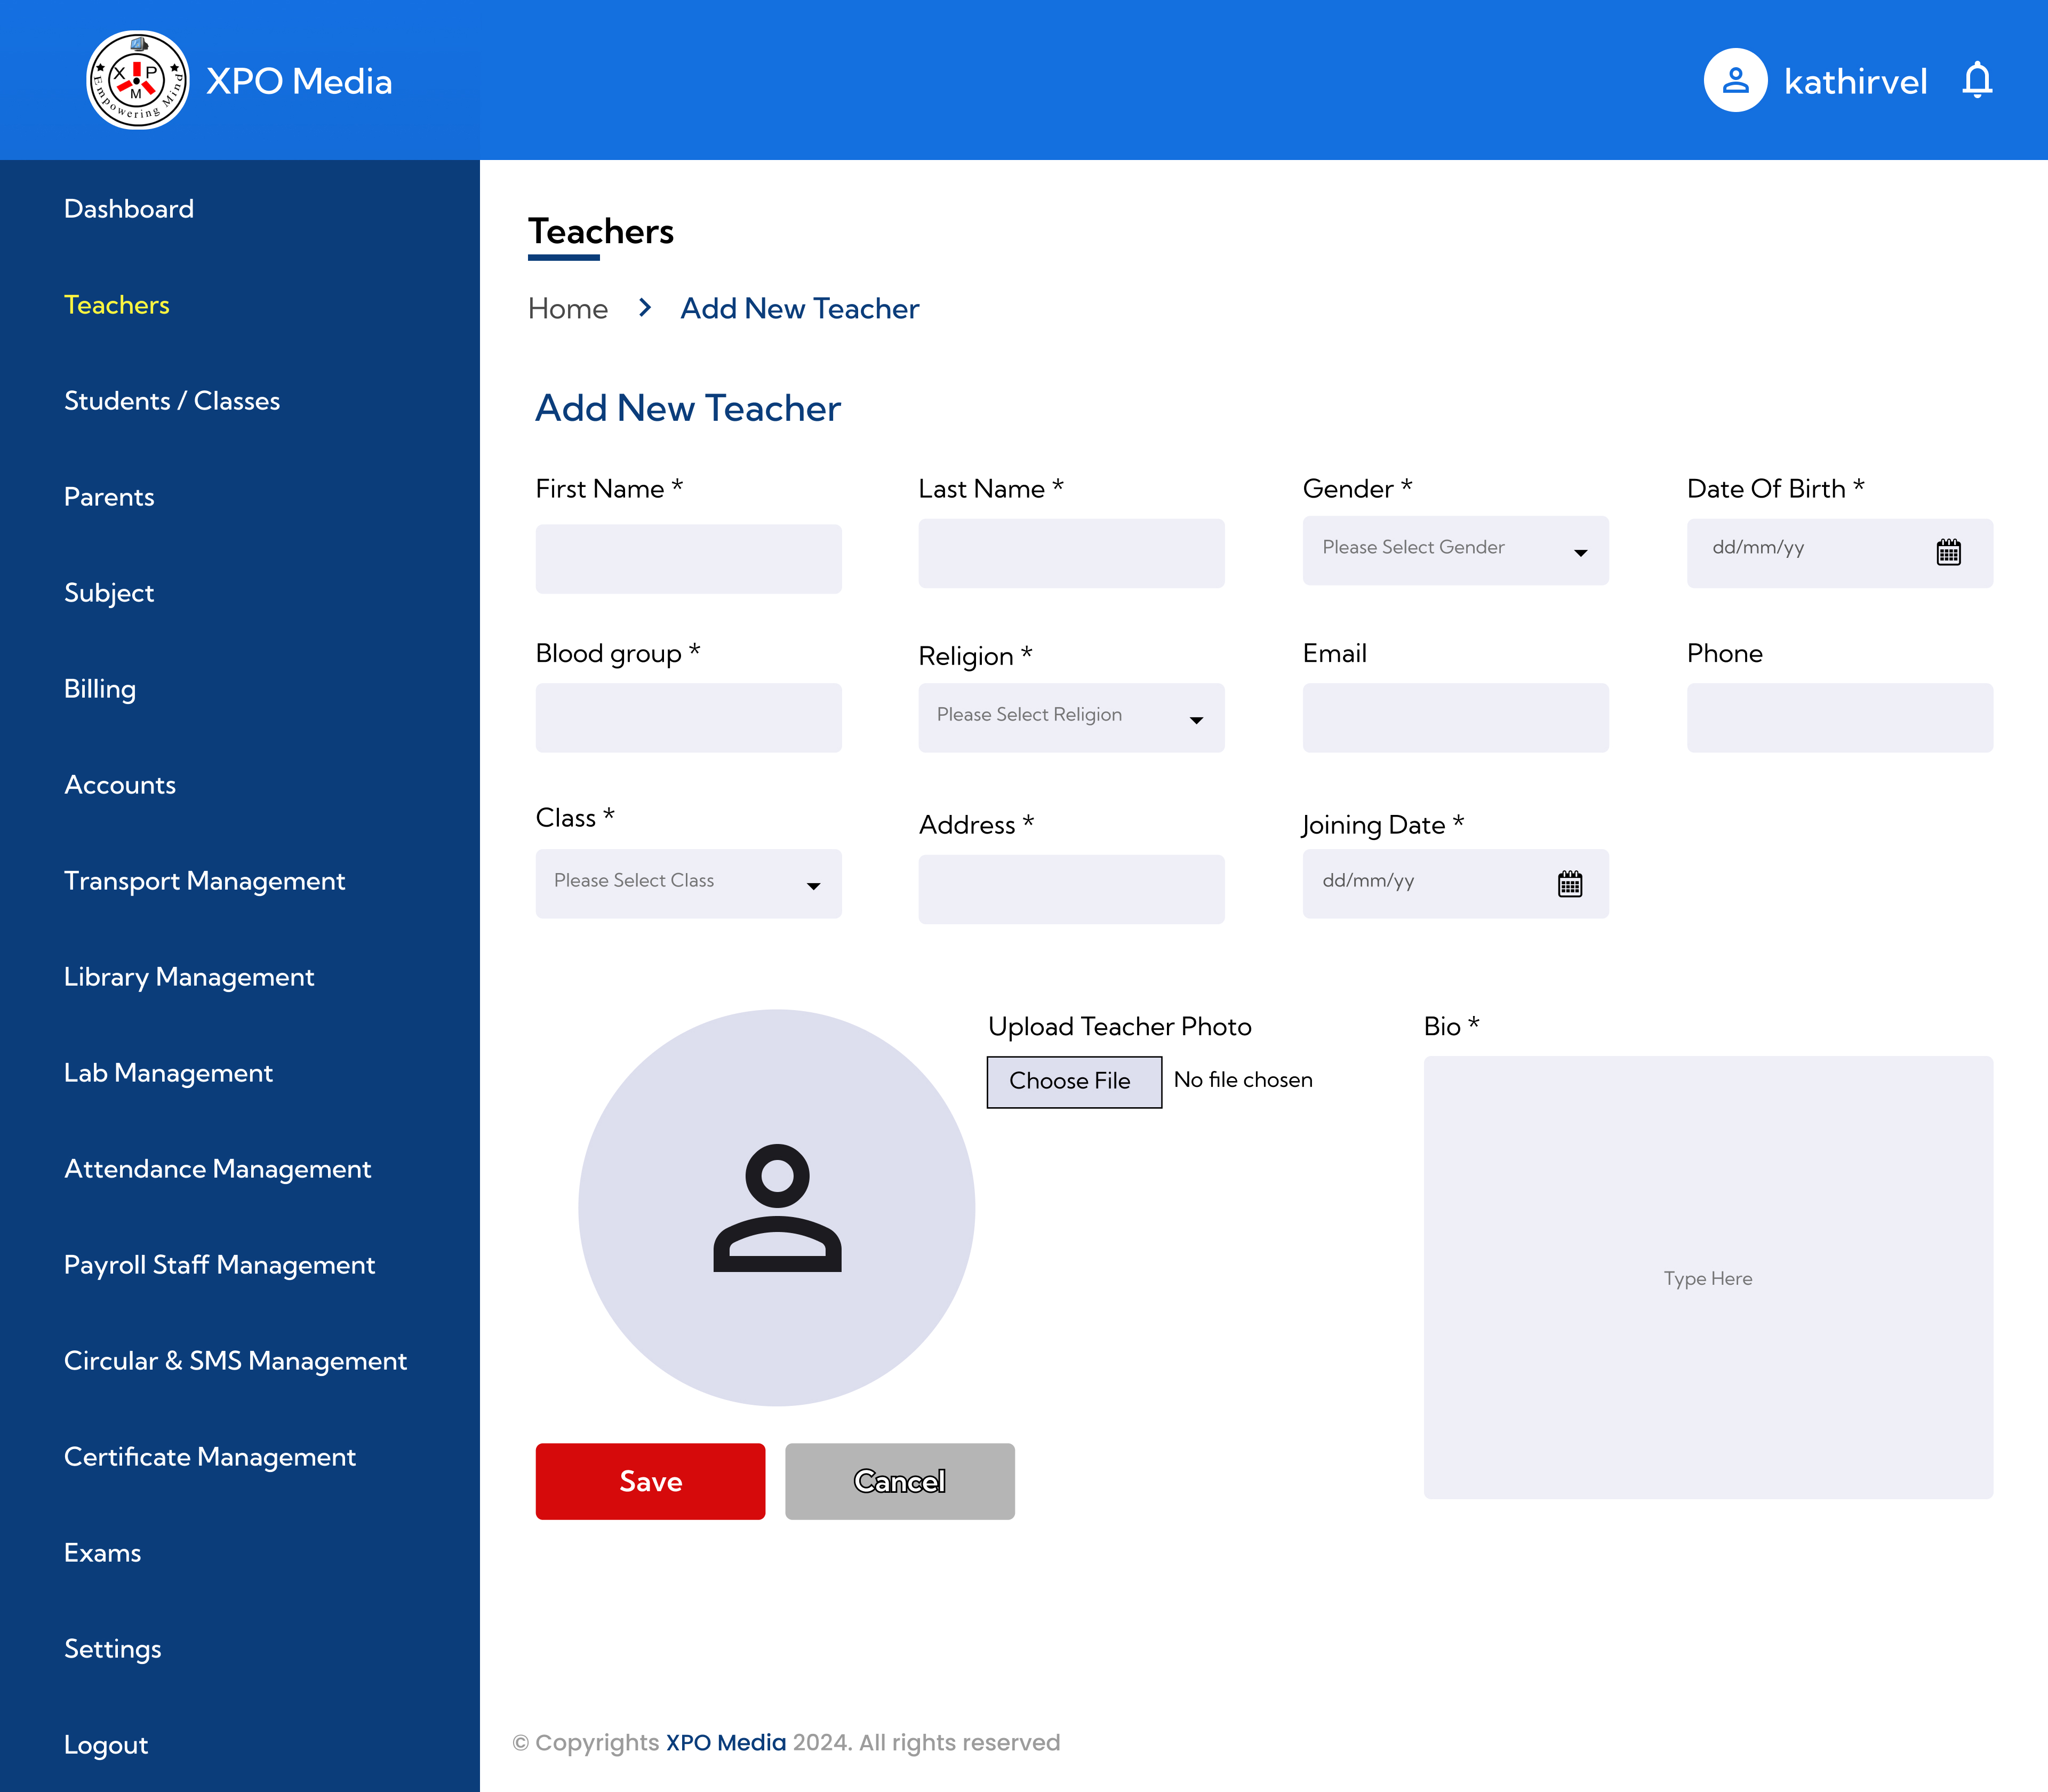 X P M
Empowering Mind
XPO Media
kathirvel
Dashboard
Teachers
Students / Classes
Parents
Subject
Billing
Accounts
Transport Management
Library Management
Lab Management
Attendance Management
Payroll Staff Management
Circular & SMS Management
Certificate Management
Exams
Settings
Logout
Teachers
Home > Add New Teacher
Add New Teacher
First Name * Last Name * Gender * Date Of Birth *
Please Select Gender dd/mm/yy
Blood group * Religion * Email Phone
Please Select Religion
Class * Address * Joining Date *
Please Select Class dd/mm/yy
Upload Teacher Photo Bio *
Choose File No file chosen
Type Here
Save Cancel
© Copyrights XPO Media 2024. All rights reserved